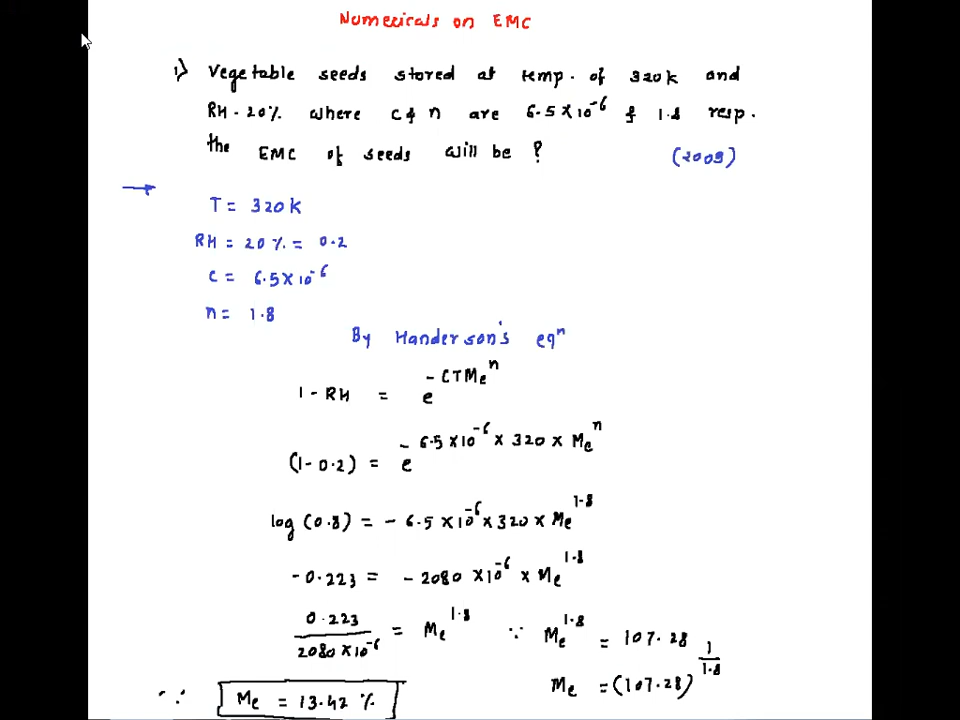 Numericals on EMC
1) Vegetable seeds stored at temp. of 320k and
RH - 20% where c & n are 6.5×10⁻⁶ & 1.8 resp.
the EMC of seeds will be ? (2009)
→ T = 320k
RH = 20 % = 0.2
c = 6.5×10⁻⁶
n = 1.8
By Handerson's eqⁿ
1 - RH = e^(-CTMeⁿ)
(1-0.2) = e^(-6.5×10⁻⁶ × 320 × Meⁿ)
log (0.8) = - 6.5 ×10⁻⁶ ×320 × Me^1.8
-0.223 = - 2080 ×10⁻⁶ × Me^1.8
0.223 / 2080×10⁻⁶ = Me^1.8 ∵ Me^1.8 = 107.28
Me = (107.28)^(1/1.8)
∵ Me = 13.42 %